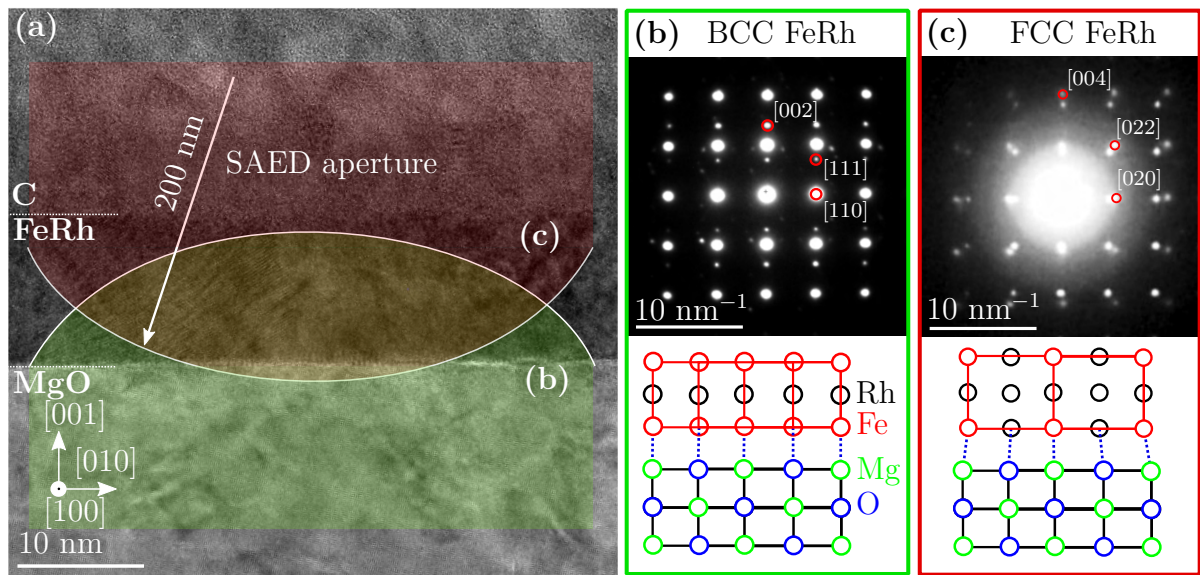 (a)
200 nm
SAED aperture
C
FeRh
(c)
MgO
(b)
[001]
[010]
[100]
10 nm
(b) BCC FeRh
[002]
[111]
[110]
10 nm⁻¹
Rh
Fe
Mg
O
(c) FCC FeRh
[004]
[022]
[020]
10 nm⁻¹